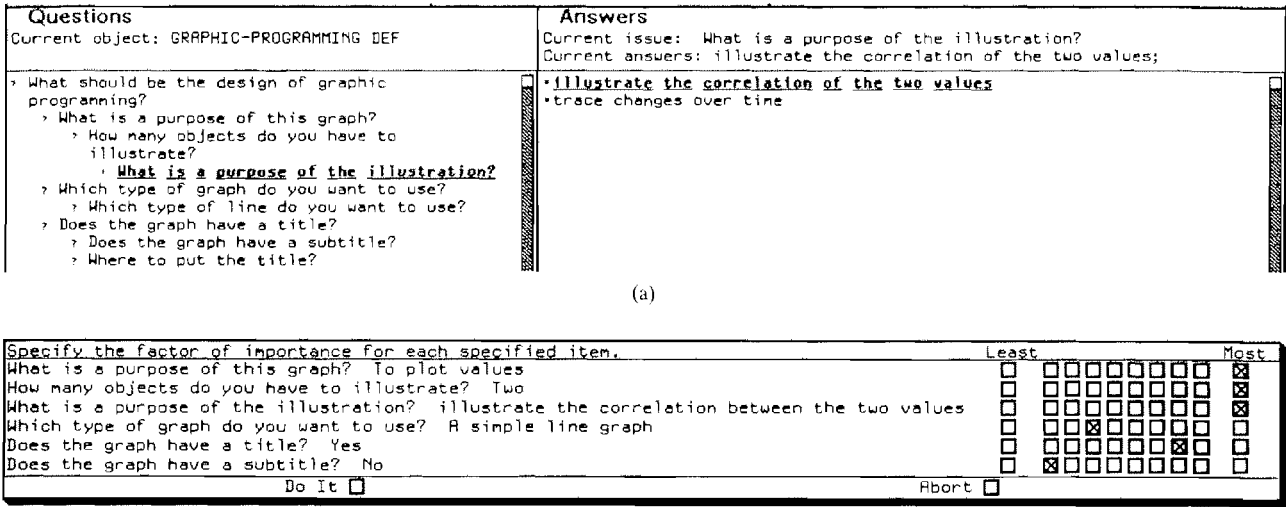 Questions
Current object: GRAPHIC-PROGRAMMING DEF
What should be the design of graphic
programming?
What is a purpose of this graph?
How many objects do you have to
illustrate?
What is a purpose of the illustration?
Which type of graph do you want to use?
Which type of line do you want to use?
Does the graph have a title?
Does the graph have a subtitle?
Where to put the title?
Answers
Current issue: What is a purpose of the illustration?
Current answers: illustrate the correlation of the two values;
illustrate the correlation of the two values
trace changes over time
(a)
Specify the factor of importance for each specified item. Least Most
What is a purpose of this graph? To plot values
How many objects do you have to illustrate? Two
What is a purpose of the illustration? illustrate the correlation between the two values
Which type of graph do you want to use? A simple line graph
Does the graph have a title? Yes
Does the graph have a subtitle? No
Do It Abort